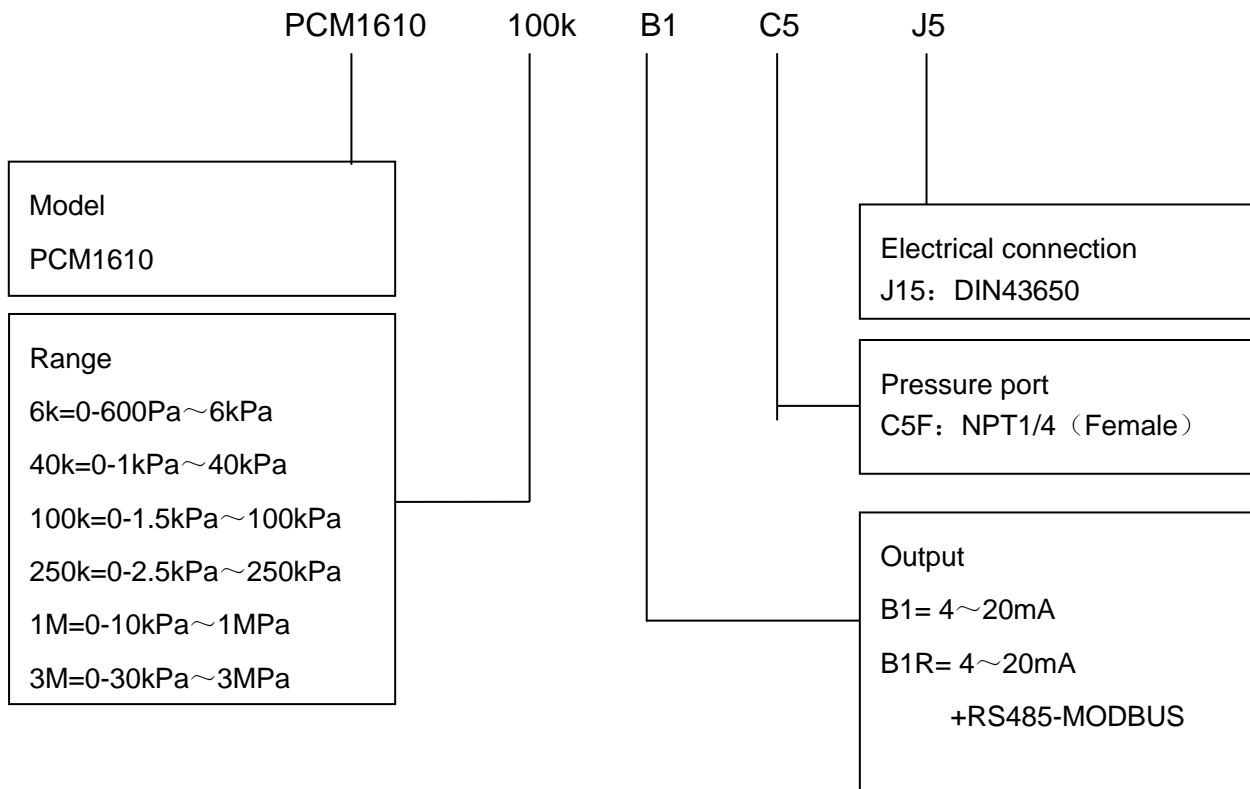 PCM1610 100k B1 C5 J5
Model
PCM1610
Range
6k=0-600Pa～6kPa
40k=0-1kPa～40kPa
100k=0-1.5kPa～100kPa
250k=0-2.5kPa～250kPa
1M=0-10kPa～1MPa
3M=0-30kPa～3MPa
Electrical connection
J15：DIN43650
Pressure port
C5F：NPT1/4（Female）
Output
B1= 4～20mA
B1R= 4～20mA
+RS485-MODBUS